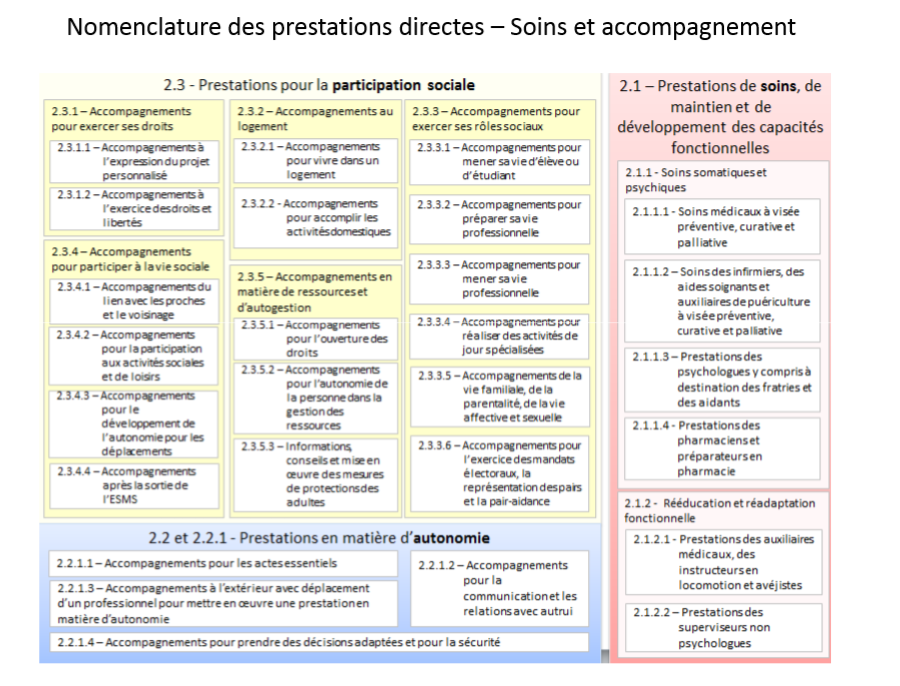 Nomenclature des prestations directes – Soins et accompagnement
2.3 - Prestations pour la participation sociale
2.3.1 – Accompagnements
pour exercer ses droits
2.3.1.1 – Accompagnements à
l'expression du projet
personnalisé
2.3.1.2 – Accompagnements à
l'exercice des droits et
libertés
2.3.4 – Accompagnements
pour participer à la vie sociale
2.3.4.1 – Accompagnements du
lien avec les proches
et le voisinage
2.3.4.2 – Accompagnements
pour la participation
aux activités sociales
et de loisirs
2.3.4.3 – Accompagnements
pour le
développement de
l'autonomie pour les
déplacements
2.3.4.4 – Accompagnements
après la sortie de
l'ESMS
2.3.2 – Accompagnements au
logement
2.3.2.1 – Accompagnements
pour vivre dans un
logement
2.3.2.2 - Accompagnements
pour accomplir les
activités domestiques
2.3.5 – Accompagnements en
matière de ressources et
d'autogestion
2.3.5.1 – Accompagnements
pour l'ouverture des
droits
2.3.5.2 – Accompagnements
pour l'autonomie de
la personne dans la
gestion des
ressources
2.3.5.3 – Informations,
conseils et mise en
œuvre des mesures
de protections des
adultes
2.3.3 – Accompagnements pour
exercer ses rôles sociaux
2.3.3.1 – Accompagnements pour
mener sa vie d'élève ou
d'étudiant
2.3.3.2 – Accompagnements pour
préparer sa vie
professionnelle
2.3.3.3 – Accompagnements pour
mener sa vie
professionnelle
2.3.3.4 – Accompagnements pour
réaliser des activités de
jour spécialisées
2.3.3.5 – Accompagnements de la
vie familiale, de la
parentalité, de la vie
affective et sexuelle
2.3.3.6 – Accompagnements pour
l'exercice des mandats
électoraux, la
représentation des pairs
et la pair-aidance
2.2 et 2.2.1 - Prestations en matière d'autonomie
2.2.1.1 – Accompagnements pour les actes essentiels
2.2.1.3 – Accompagnements à l'extérieur avec déplacement
d'un professionnel pour mettre en œuvre une prestation en
matière d'autonomie
2.2.1.2 – Accompagnements
pour la
communication et les
relations avec autrui
2.2.1.4 – Accompagnements pour prendre des décisions adaptées et pour la sécurité
2.1 – Prestations de soins, de
maintien et de
développement des capacités
fonctionnelles
2.1.1 - Soins somatiques et
psychiques
2.1.1.1 - Soins médicaux à visée
préventive, curative et
palliative
2.1.1.2 – Soins des infirmiers, des
aides soignants et
auxiliaires de puériculture
à visée préventive,
curative et palliative
2.1.1.3 – Prestations des
psychologues y compris à
destination des fratries et
des aidants
2.1.1.4 - Prestations des
pharmaciens et
préparateurs en
pharmacie
2.1.2 - Rééducation et réadaptation
fonctionnelle
2.1.2.1 - Prestations des auxiliaires
médicaux, des
instructeurs en
locomotion et avéjistes
2.1.2.2 – Prestations des
superviseurs non
psychologues